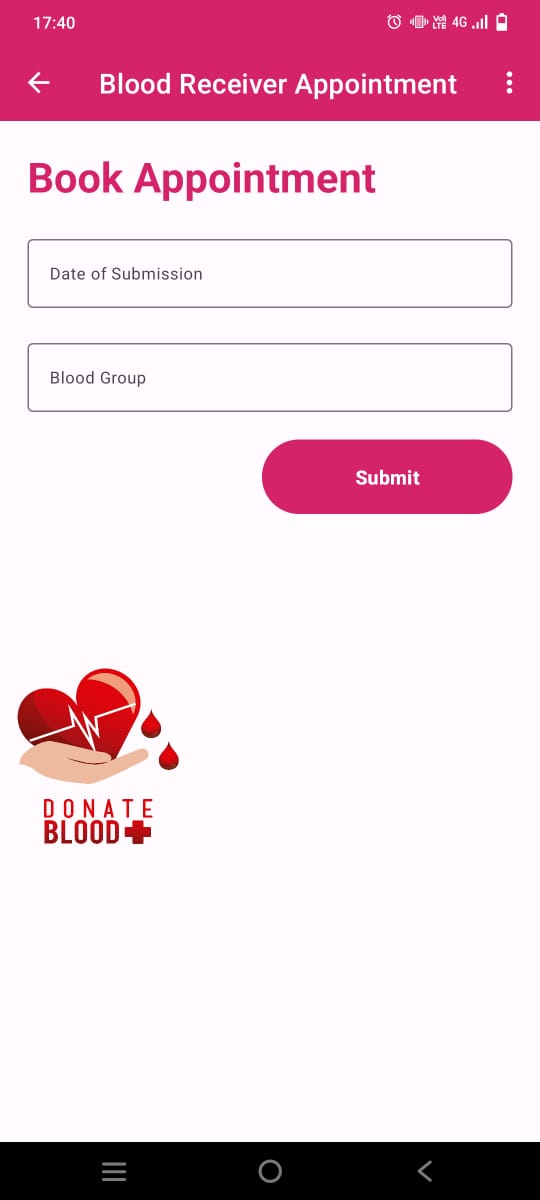 17:40
Vo) LTE 4G
Blood Receiver Appointment
Book Appointment
Date of Submission
Blood Group
Submit
DONATE
BLOOD